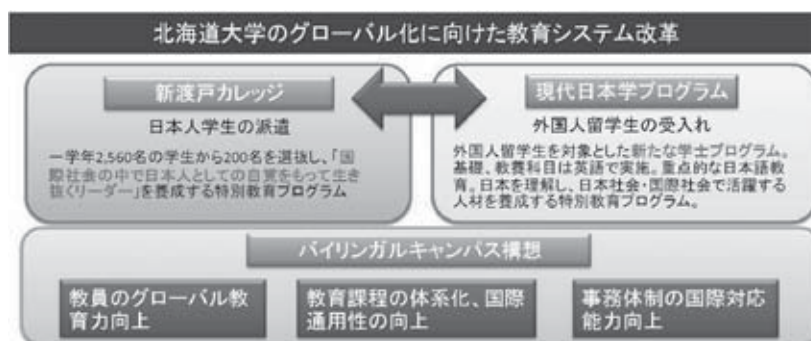 北海道大学のグローバル化に向けた教育システム改革
新渡戸カレッジ
日本人学生の派遣
一学年2,560名の学生から200名を選抜し、「国
際社会の中で日本人としての自覚をもって生き
抜くリーダー」を養成する特別教育プログラム
現代日本学プログラム
外国人留学生の受入れ
外国人留学生を対象とした新たな学士プログラム。
基礎、教養科目は英語で実施。重点的な日本語教
育。日本を理解し、日本社会・国際社会で活躍する
人材を養成する特別教育プログラム。
バイリンガルキャンパス構想
教員のグローバル教
育力向上
教育課程の体系化、国際
通用性の向上
事務体制の国際対応
能力向上